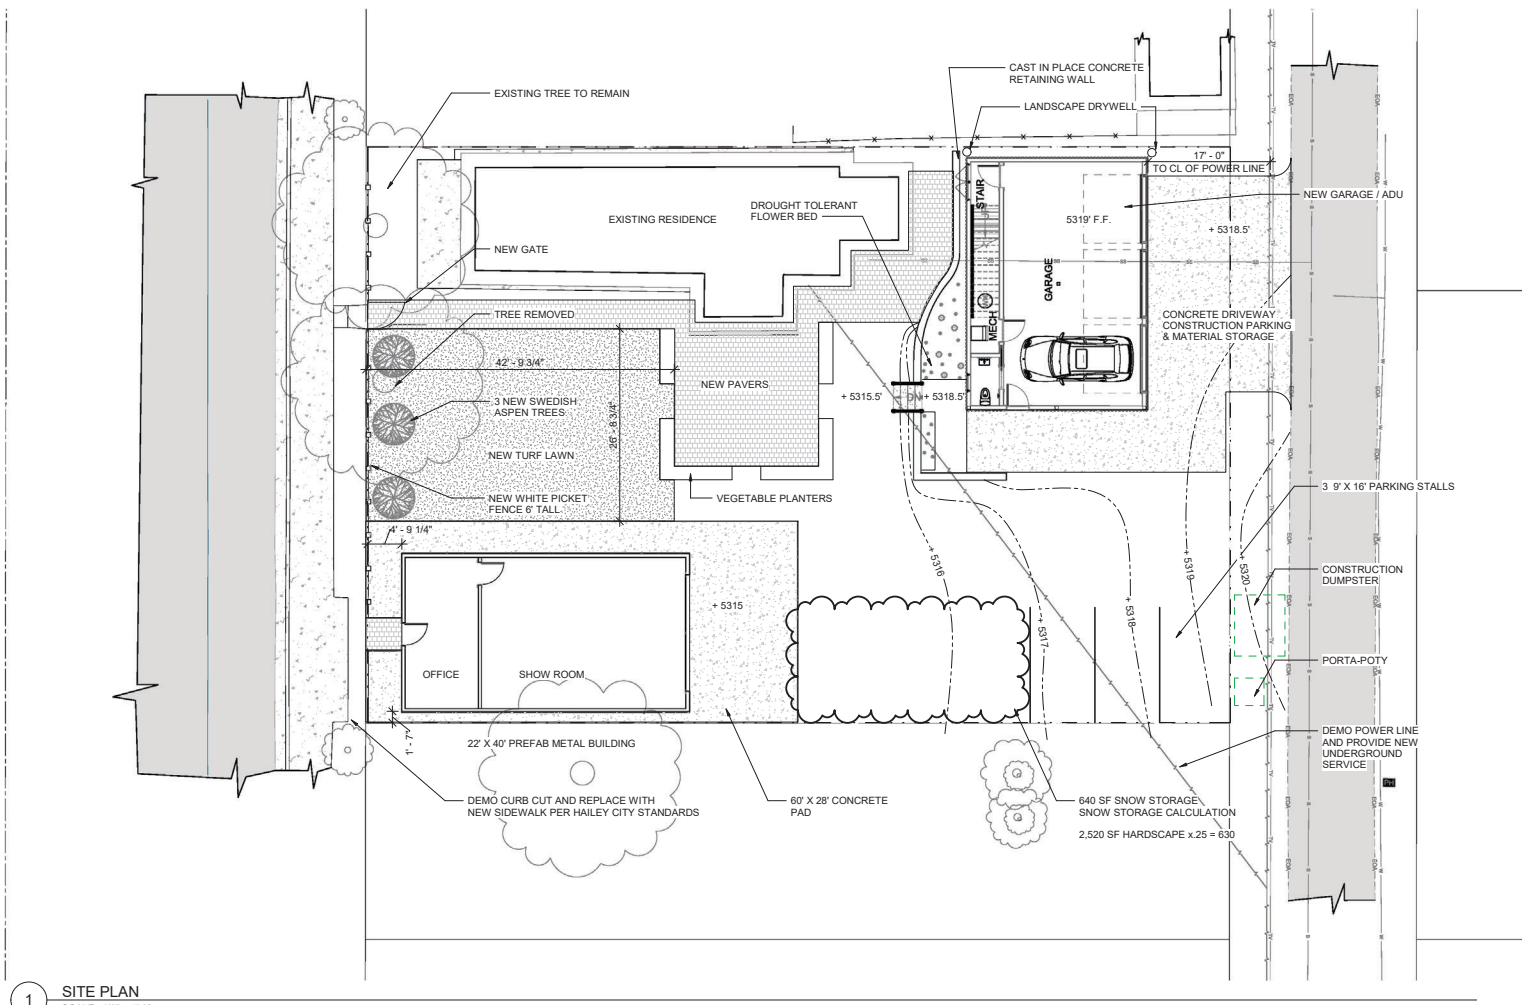 CAST IN PLACE CONCRETE
RETAINING WALL
EXISTING TREE TO REMAIN
LANDSCAPE DRYWELL
17' - 0"
TO CL OF POWER LINE
NEW GARAGE / ADU
STAIR
DROUGHT TOLERANT
FLOWER BED
EXISTING RESIDENCE
5319' F.F.
+ 5318.5'
NEW GATE
GARAGE
TREE REMOVED
MECH
CONCRETE DRIVEWAY
CONSTRUCTION PARKING
& MATERIAL STORAGE
42' - 9 3/4"
NEW PAVERS
+ 5315.5'
DN
+ 5318.5'
3 NEW SWEDISH
ASPEN TREES
26' - 8 3/4"
NEW TURF LAWN
NEW WHITE PICKET
FENCE 6' TALL
VEGETABLE PLANTERS
3 9' X 16' PARKING STALLS
4' - 9 1/4"
+ 5316
+ 5319
+ 5320
CONSTRUCTION
DUMPSTER
+ 5315
+ 5317
+ 5318
OFFICE
SHOW ROOM
PORTA-POTY
1' - 7"
22' X 40' PREFAB METAL BUILDING
DEMO POWER LINE
AND PROVIDE NEW
UNDERGROUND
SERVICE
PH
DEMO CURB CUT AND REPLACE WITH
NEW SIDEWALK PER HAILEY CITY STANDARDS
60' X 28' CONCRETE
PAD
640 SF SNOW STORAGE
SNOW STORAGE CALCULATION
2,520 SF HARDSCAPE x.25 = 630
1
SITE PLAN